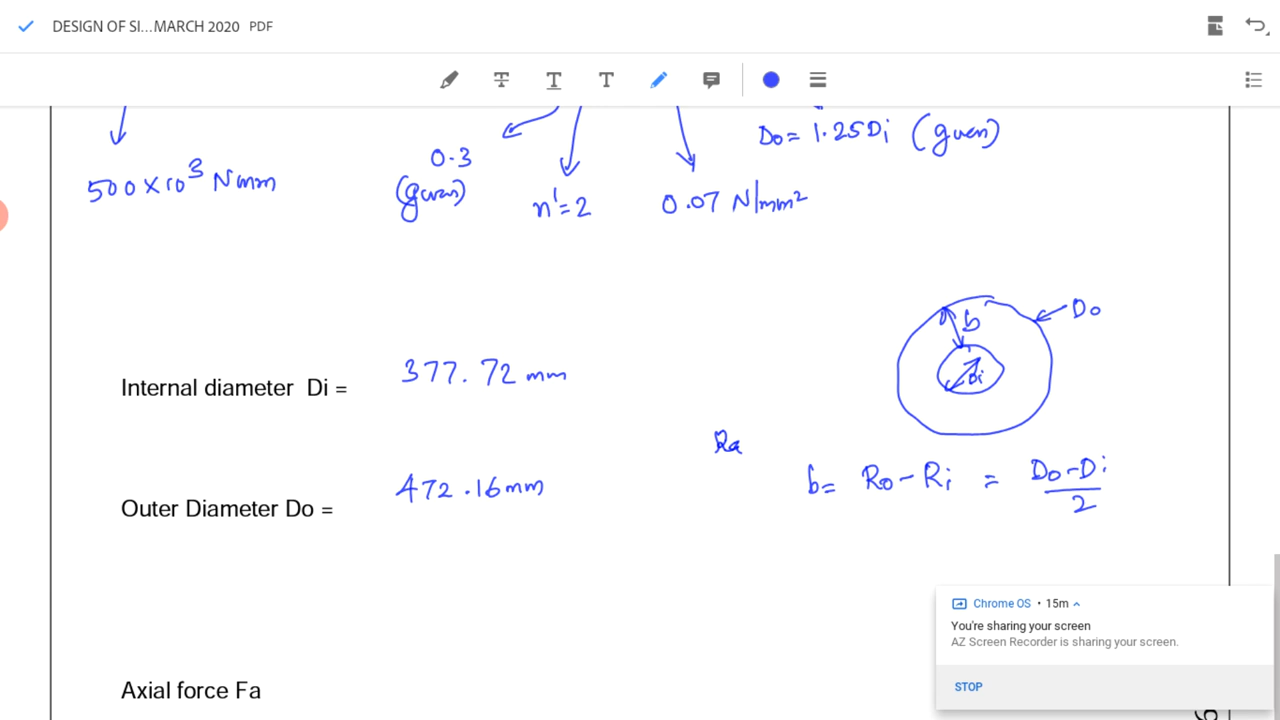 DESIGN OF SI...MARCH 2020 PDF
Do = 1.25Di (given)
0.3
(given)
500 x 10³ Nmm
n' = 2
0.07 N/mm²
Do
b
Di
Internal diameter Di = 377.72 mm
Ra
b = Ro - Ri = Do - Di / 2
Outer Diameter Do = 472.16mm
Chrome OS • 15m
You're sharing your screen
AZ Screen Recorder is sharing your screen.
STOP
Axial force Fa